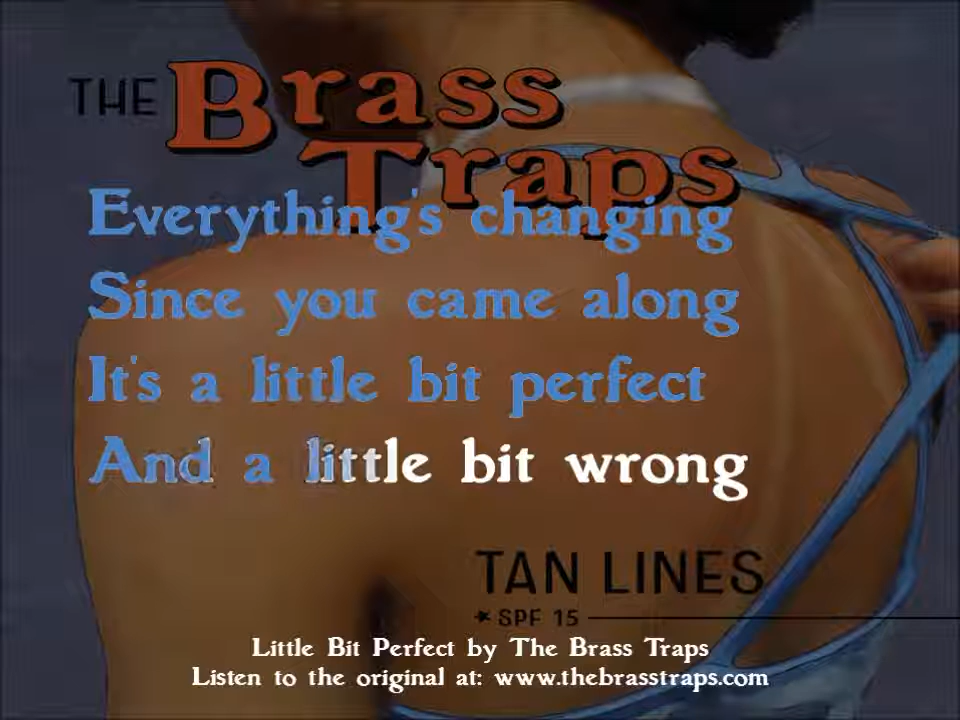 THE Brass
Traps
Everything's changing
Since you came along
It's a little bit perfect
And a little bit wrong
TAN LINES
★ SPF 15
Little Bit Perfect by The Brass Traps
Listen to the original at: www.thebrasstraps.com